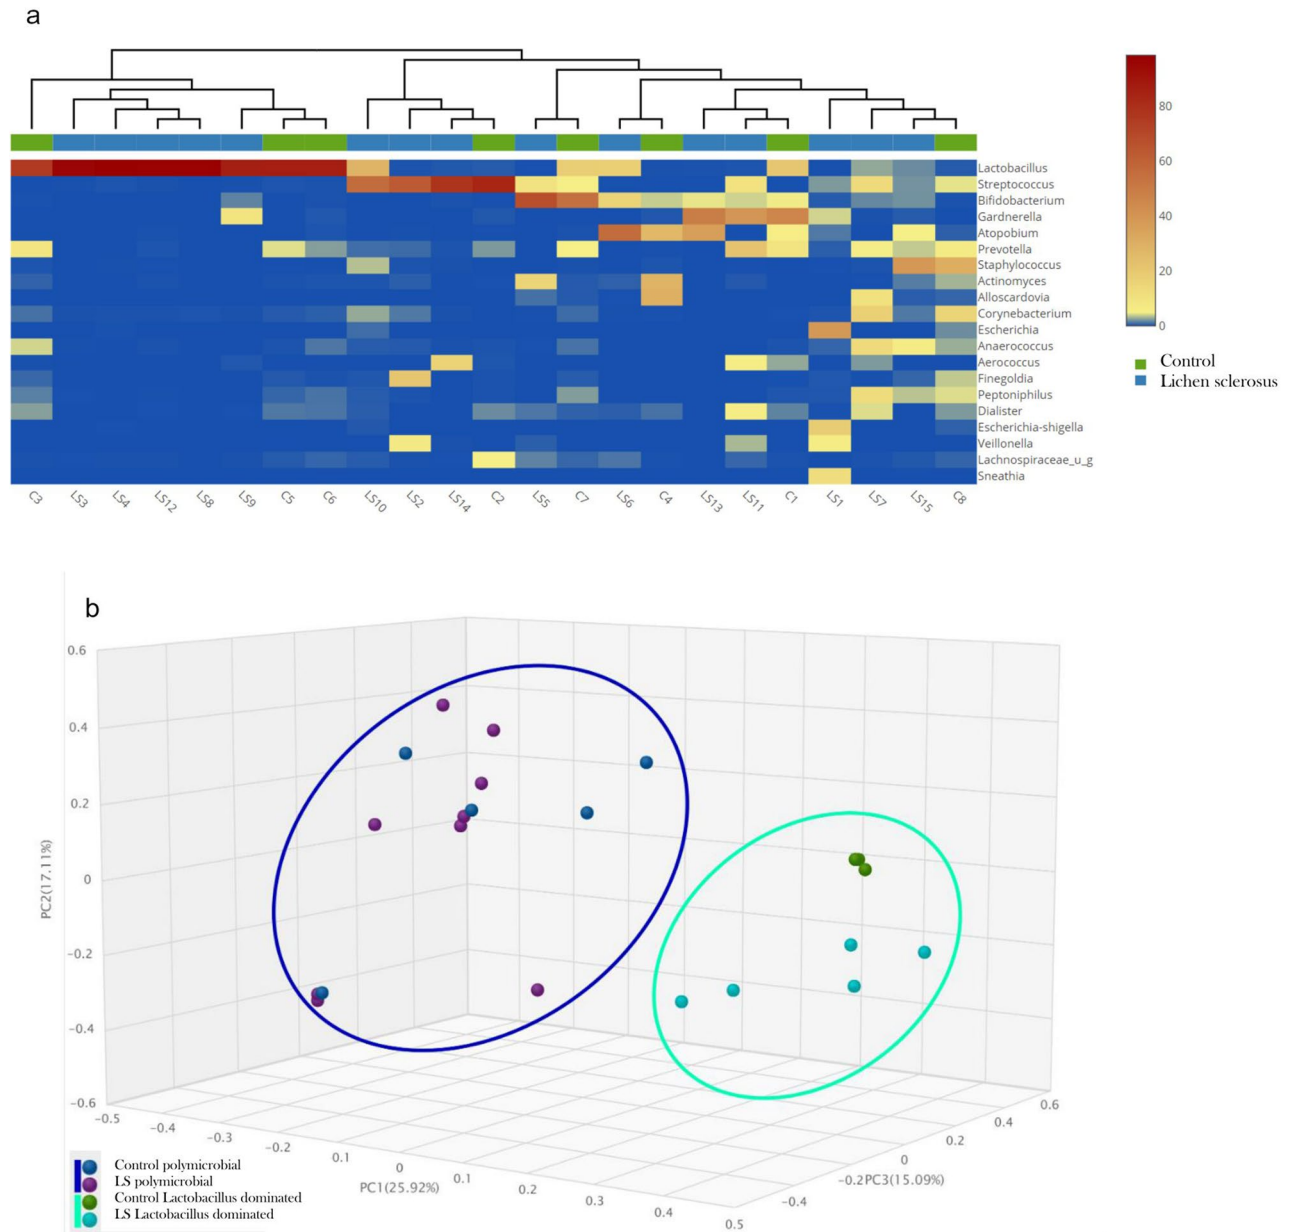 a
Lactobacillus
Streptococcus
Bifidobacterium
Gardnerella
Atopobium
Prevotella
Staphylococcus
Actinomyces
Alloscardovia
Corynebacterium
Escherichia
Anaerococcus
Aerococcus
Finegoldia
Peptoniphilus
Dialister
Escherichia-shigella
Veillonella
Lachnospiraceae_u_g
Sneathia
80
60
40
20
0
Control
Lichen sclerosus
C3 LS3 LS4 LS12 LS8 LS9 C5 C6 LS10 LS2 LS14 C2 LS5 C7 LS6 C4 LS13 LS11 C1 LS1 LS7 LS15 C8
b
0.6
0.4
0.2
0
−0.2
−0.4
−0.6
PC2(17.11%)
−0.5
−0.4
−0.3
−0.2
0.1
0
0.1
0.2
0.3
0.4
0.5
PC1(25.92%)
−0.4
−0.2PC3(15.09%)
0
0.2
0.4
0.6
Control polymicrobial
LS polymicrobial
Control Lactobacillus dominated
LS Lactobacillus dominated